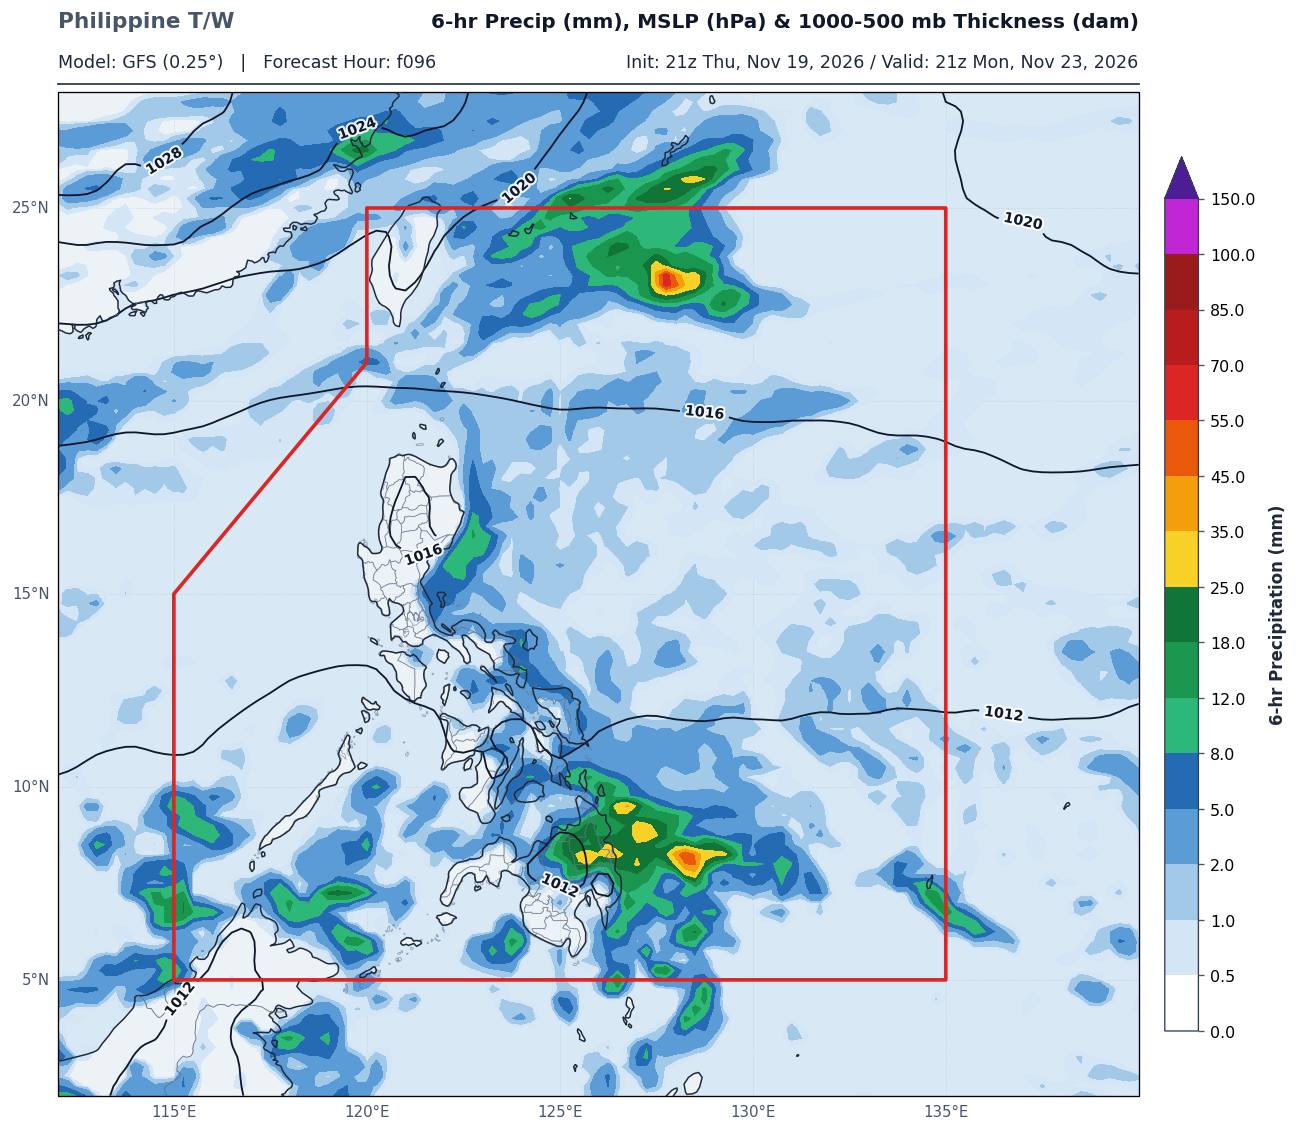 Philippine T/W
6-hr Precip (mm), MSLP (hPa) & 1000-500 mb Thickness (dam)
Model: GFS (0.25°) | Forecast Hour: f096
Init: 21z Thu, Nov 19, 2026 / Valid: 21z Mon, Nov 23, 2026
1024
1028
1020
1020
1016
1016
1012
1012
1012
25°N
20°N
15°N
10°N
5°N
115°E
120°E
125°E
130°E
135°E
150.0
100.0
85.0
70.0
55.0
45.0
35.0
25.0
18.0
12.0
8.0
5.0
2.0
1.0
0.5
0.0
6-hr Precipitation (mm)